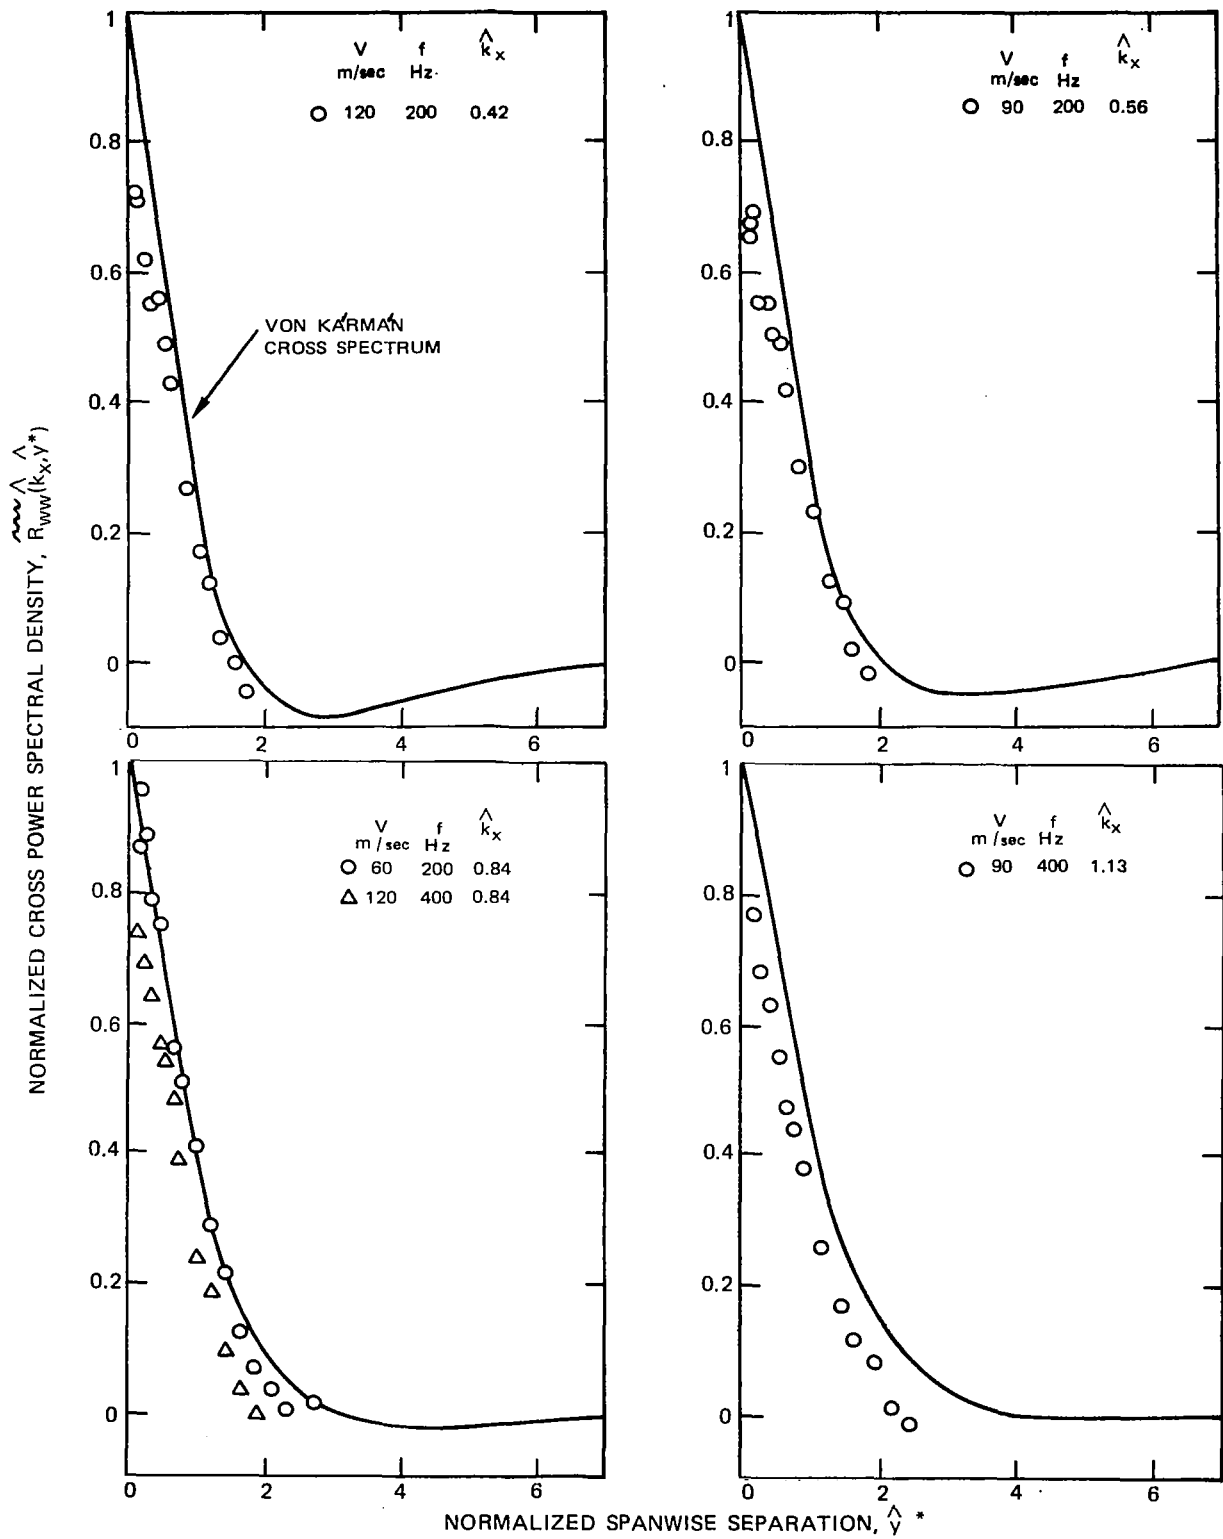 NORMALIZED CROSS POWER SPECTRAL DENSITY, R̃ww(k̂x,ŷ*)
1
0.8
0.6
0.4
0.2
0
0 2 4 6
V f k̂x
m/sec Hz
○ 120 200 0.42
VON KÁRMÁN
CROSS SPECTRUM
1
0.8
0.6
0.4
0.2
0
0 2 4 6
V f k̂x
m/sec Hz
○ 90 200 0.56
1
0.8
0.6
0.4
0.2
0
0 2 4 6
V f k̂x
m/sec Hz
○ 60 200 0.84
△ 120 400 0.84
1
0.8
0.6
0.4
0.2
0
0 2 4 6
V f k̂x
m/sec Hz
○ 90 400 1.13
NORMALIZED SPANWISE SEPARATION, ŷ *